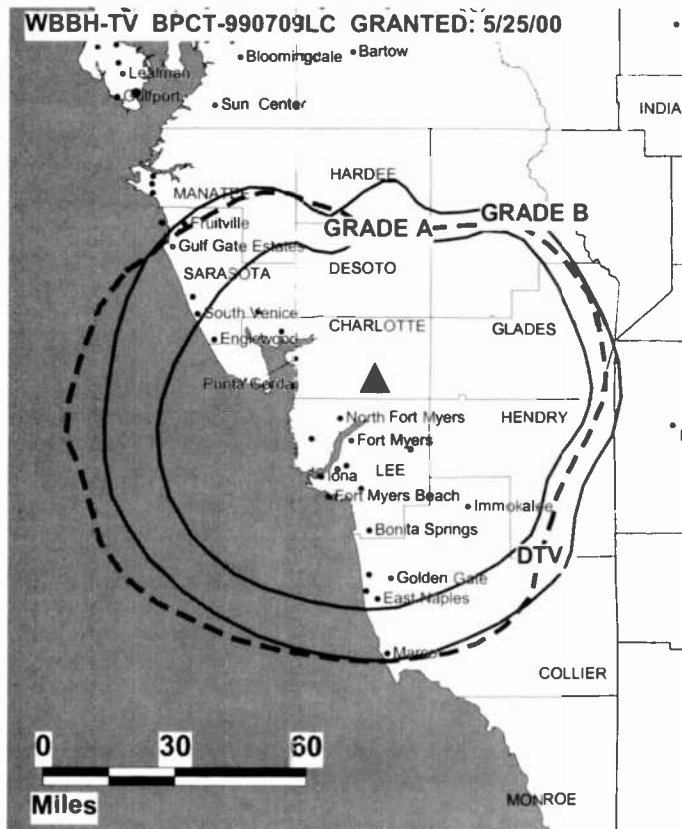 WBBH-TV BPCT-990709LC GRANTED: 5/25/00
Bartow
Bloomingdale
Lealman
Gulfport
Sun Center
INDIA
HARDEE
MANATEE
GRADE B
GRADE A
Fruitville
Gulf Gate Estates
SARASOTA
DESOTO
South Venice
CHARLOTTE
GLADES
Englewood
Punta Gorda
North Fort Myers
HENDRY
Fort Myers
LEE
Iona
Fort Myers Beach
Immokalee
Bonita Springs
DTV
Golden Gate
East Naples
Marco
COLLIER
0 30 60
Miles
MONROE